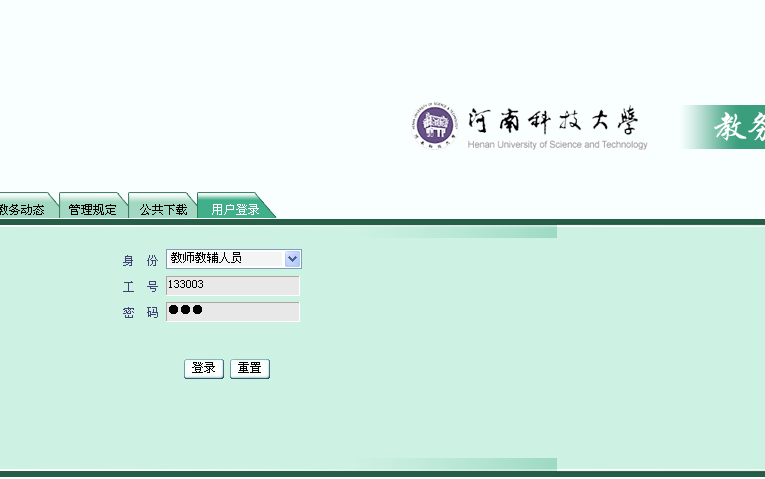 河南科技大學
Henan University of Science and Technology
教务
教务动态 管理规定 公共下载 用户登录
身 份 教师教辅人员
工 号 133003
密 码 ●●●
登录 重置